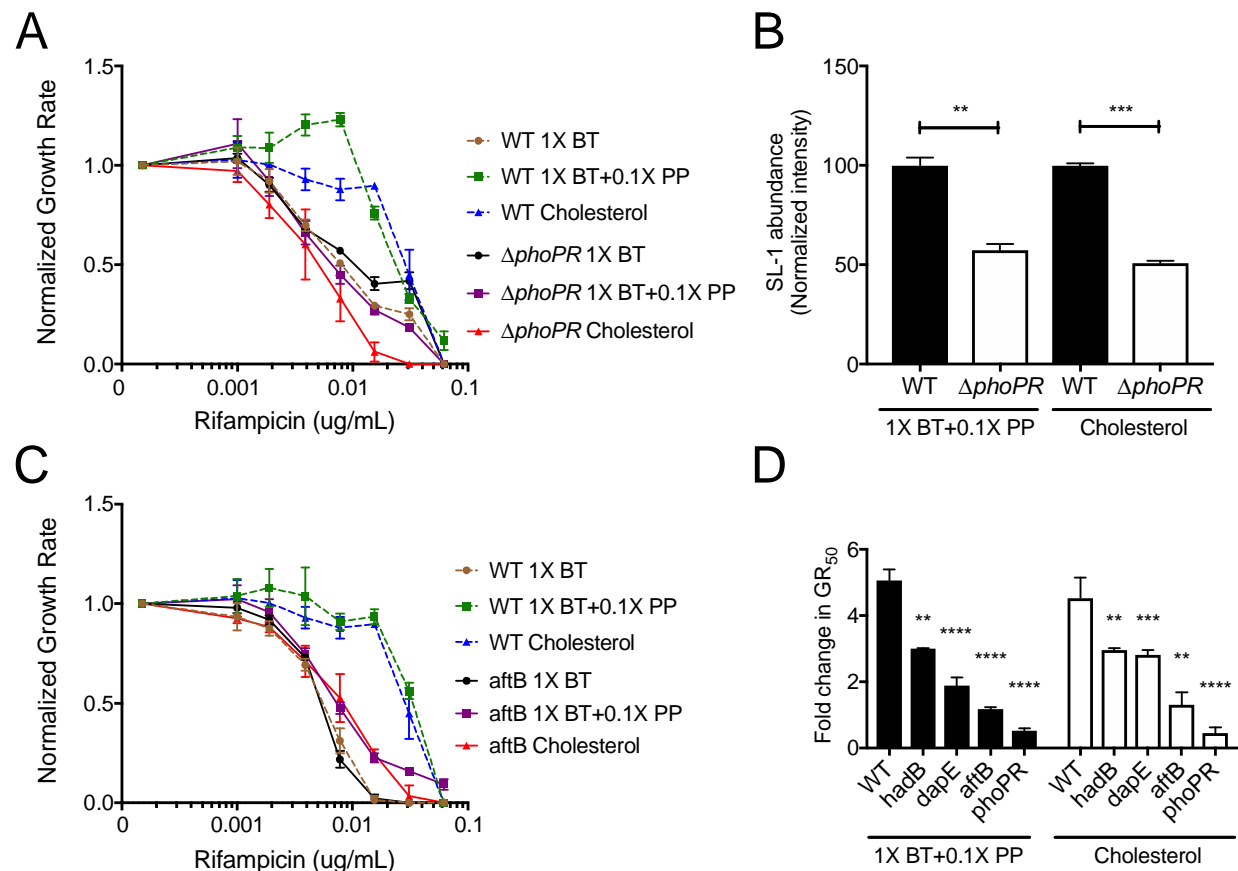 A
1.5
1.0
0.5
0.0
Normalized Growth Rate
0
0.001
0.01
0.1
Rifampicin (ug/mL)
WT 1X BT
WT 1X BT+0.1X PP
WT Cholesterol
ΔphoPR 1X BT
ΔphoPR 1X BT+0.1X PP
ΔphoPR Cholesterol
B
150
100
50
0
SL-1 abundance
(Normalized intensity)
**
***
WT
ΔphoPR
WT
ΔphoPR
1X BT+0.1X PP
Cholesterol
C
1.5
1.0
0.5
0.0
Normalized Growth Rate
0
0.001
0.01
0.1
Rifampicin (ug/mL)
WT 1X BT
WT 1X BT+0.1X PP
WT Cholesterol
aftB 1X BT
aftB 1X BT+0.1X PP
aftB Cholesterol
D
6
4
2
0
Fold change in GR50
**
****
****
****
**
***
**
****
WT
hadB
dapE
aftB
phoPR
WT
hadB
dapE
aftB
phoPR
1X BT+0.1X PP
Cholesterol